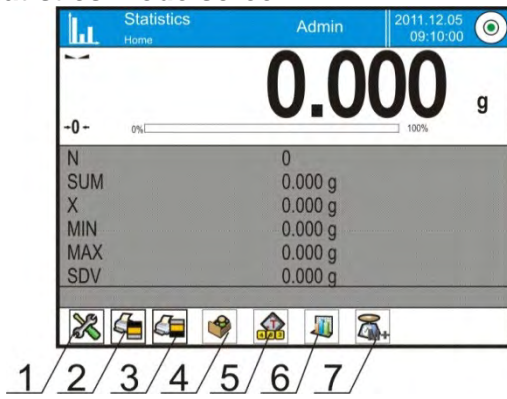 Statistics
Home
Admin
2011.12.05
09:10:00
0.000 g
→0←
0%
100%
N 0
SUM 0.000 g
X 0.000 g
MIN 0.000 g
MAX 0.000 g
SDV 0.000 g
1 2 3 4 5 6 7